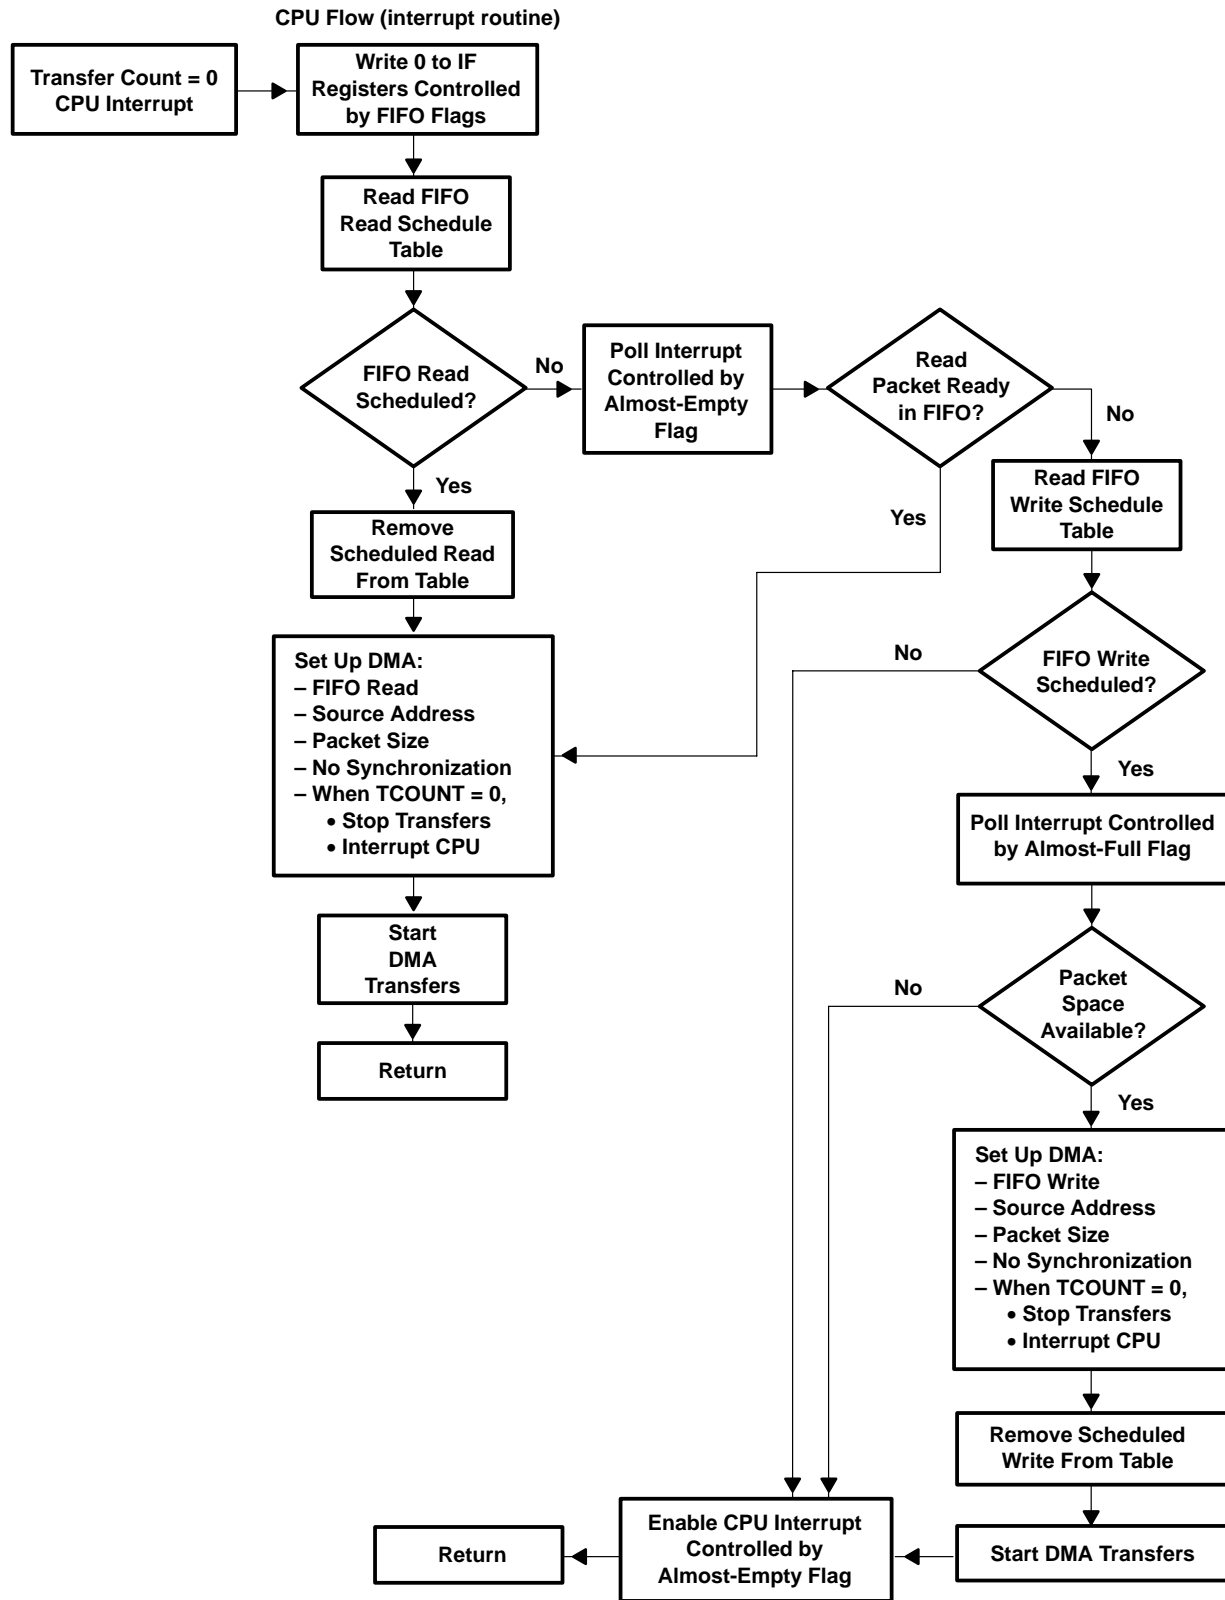 CPU Flow (interrupt routine)
Transfer Count = 0
CPU Interrupt
Write 0 to IF
Registers Controlled
by FIFO Flags
Read FIFO
Read Schedule
Table
FIFO Read
Scheduled?
No
Poll Interrupt
Controlled by
Almost-Empty
Flag
Read
Packet Ready
in FIFO?
No
Yes
Yes
Read FIFO
Write Schedule
Table
Remove
Scheduled Read
From Table
Set Up DMA:
– FIFO Read
– Source Address
– Packet Size
– No Synchronization
– When TCOUNT = 0,
• Stop Transfers
• Interrupt CPU
No
FIFO Write
Scheduled?
Yes
Poll Interrupt Controlled
by Almost-Full Flag
Start
DMA
Transfers
Return
No
Packet
Space
Available?
Yes
Set Up DMA:
– FIFO Write
– Source Address
– Packet Size
– No Synchronization
– When TCOUNT = 0,
• Stop Transfers
• Interrupt CPU
Remove Scheduled
Write From Table
Start DMA Transfers
Enable CPU Interrupt
Controlled by
Almost-Empty Flag
Return